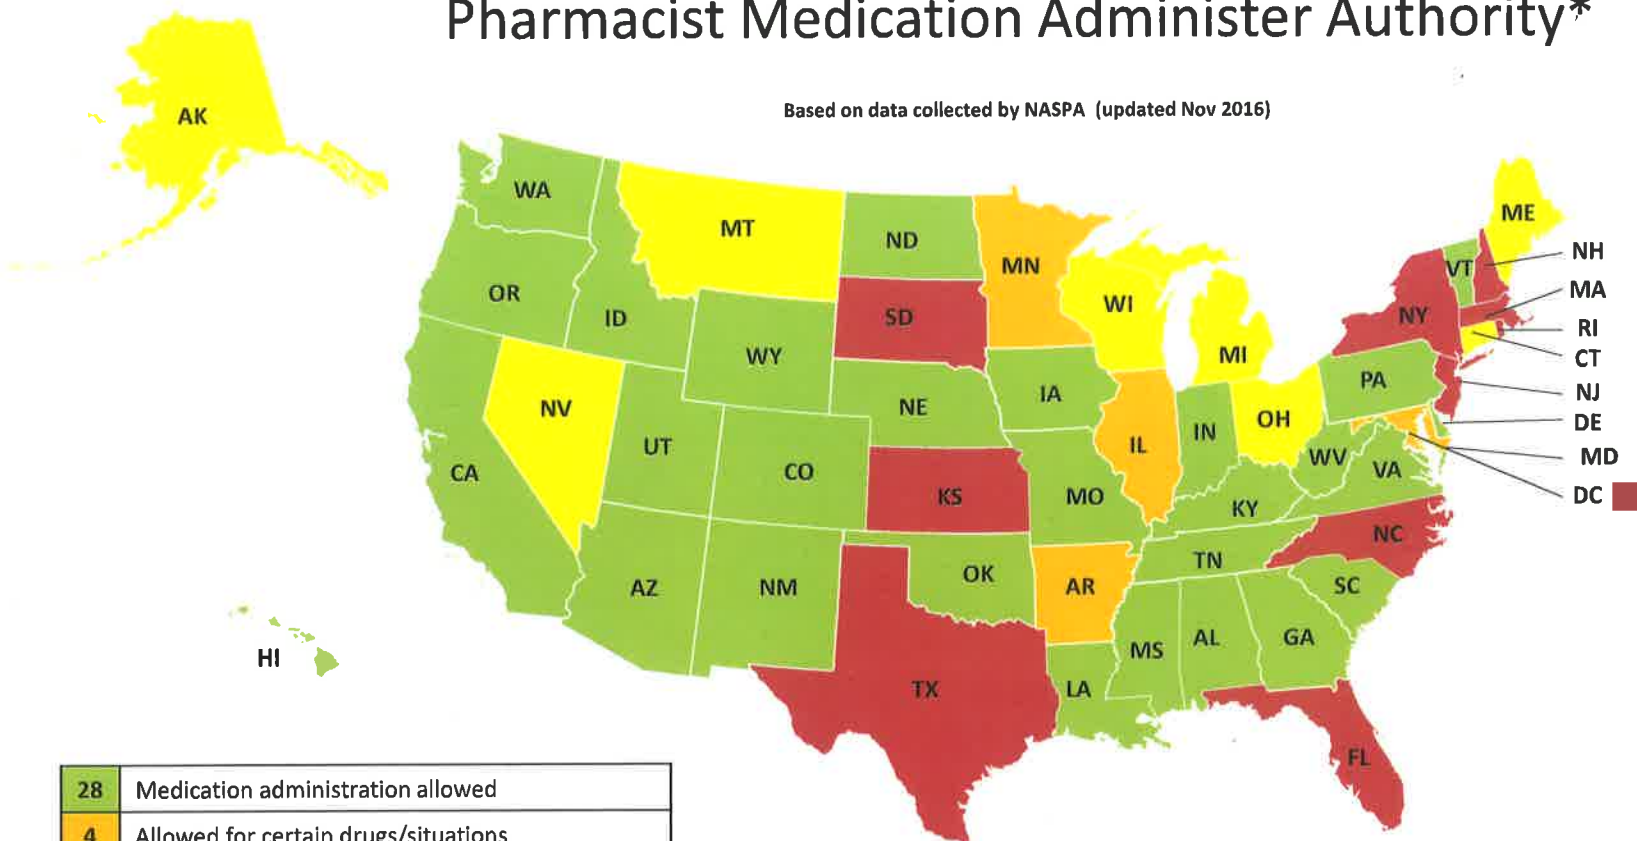 Pharmacist Medication Administer Authority*
Based on data collected by NASPA (updated Nov 2016)
AK
WA
MT
ND
MN
ME
NH
VT
MA
OR
ID
SD
WI
NY
RI
WY
MI
CT
PA
NJ
NV
NE
IA
OH
DE
UT
IL
IN
CA
CO
WV
VA
MD
KS
MO
KY
DC
NC
TN
AZ
NM
OK
AR
SC
MS
AL
GA
HI
TX
LA
FL
28 Medication administration allowed
4 Allowed for certain drugs/situations